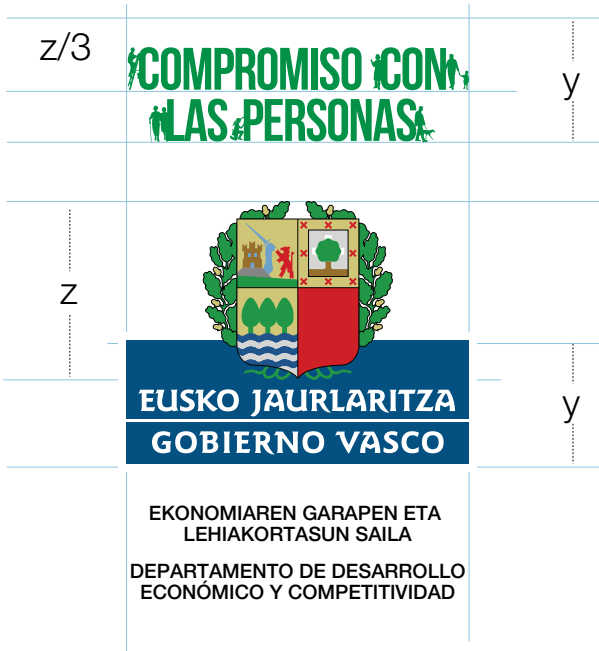 z/3
COMPROMISO CON
LAS PERSONAS
y
z
EUSKO JAURLARITZA
GOBIERNO VASCO
y
EKONOMIAREN GARAPEN ETA
LEHIAKORTASUN SAILA
DEPARTAMENTO DE DESARROLLO
ECONÓMICO Y COMPETITIVIDAD